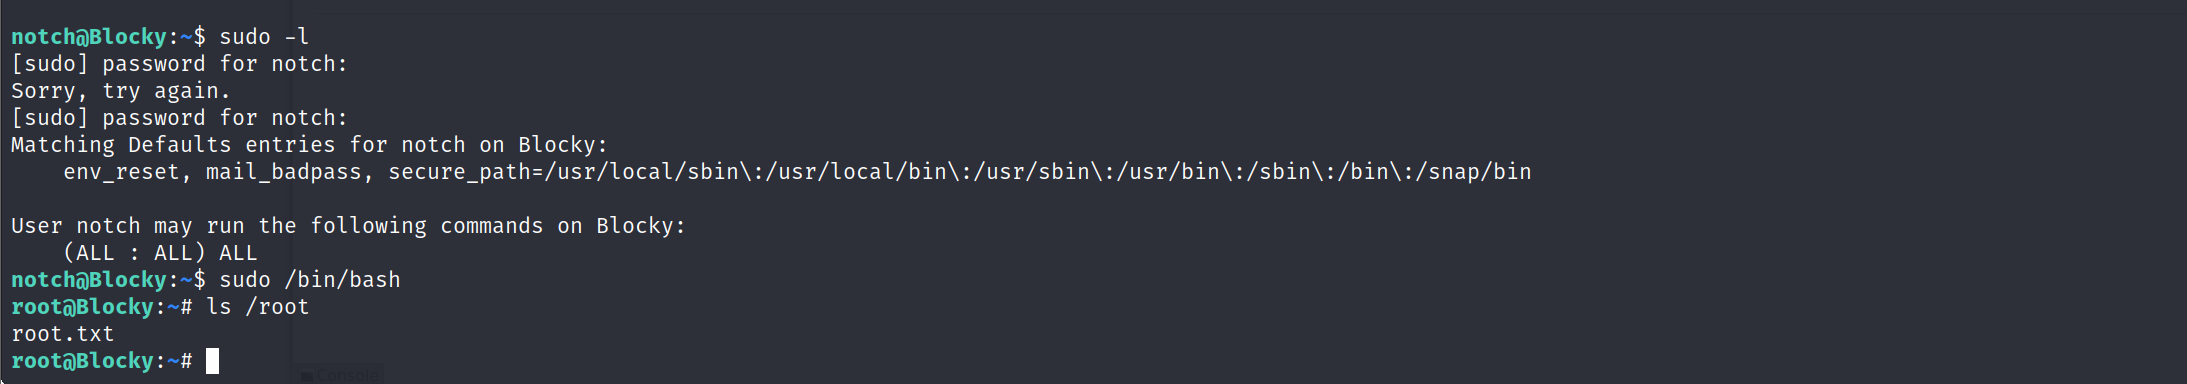 notch@Blocky:~$ sudo -l
[sudo] password for notch:
Sorry, try again.
[sudo] password for notch:
Matching Defaults entries for notch on Blocky:
    env_reset, mail_badpass, secure_path=/usr/local/sbin\:/usr/local/bin\:/usr/sbin\:/usr/bin\:/sbin\:/bin\:/snap/bin

User notch may run the following commands on Blocky:
    (ALL : ALL) ALL
notch@Blocky:~$ sudo /bin/bash
root@Blocky:~# ls /root
root.txt
root@Blocky:~#
Console